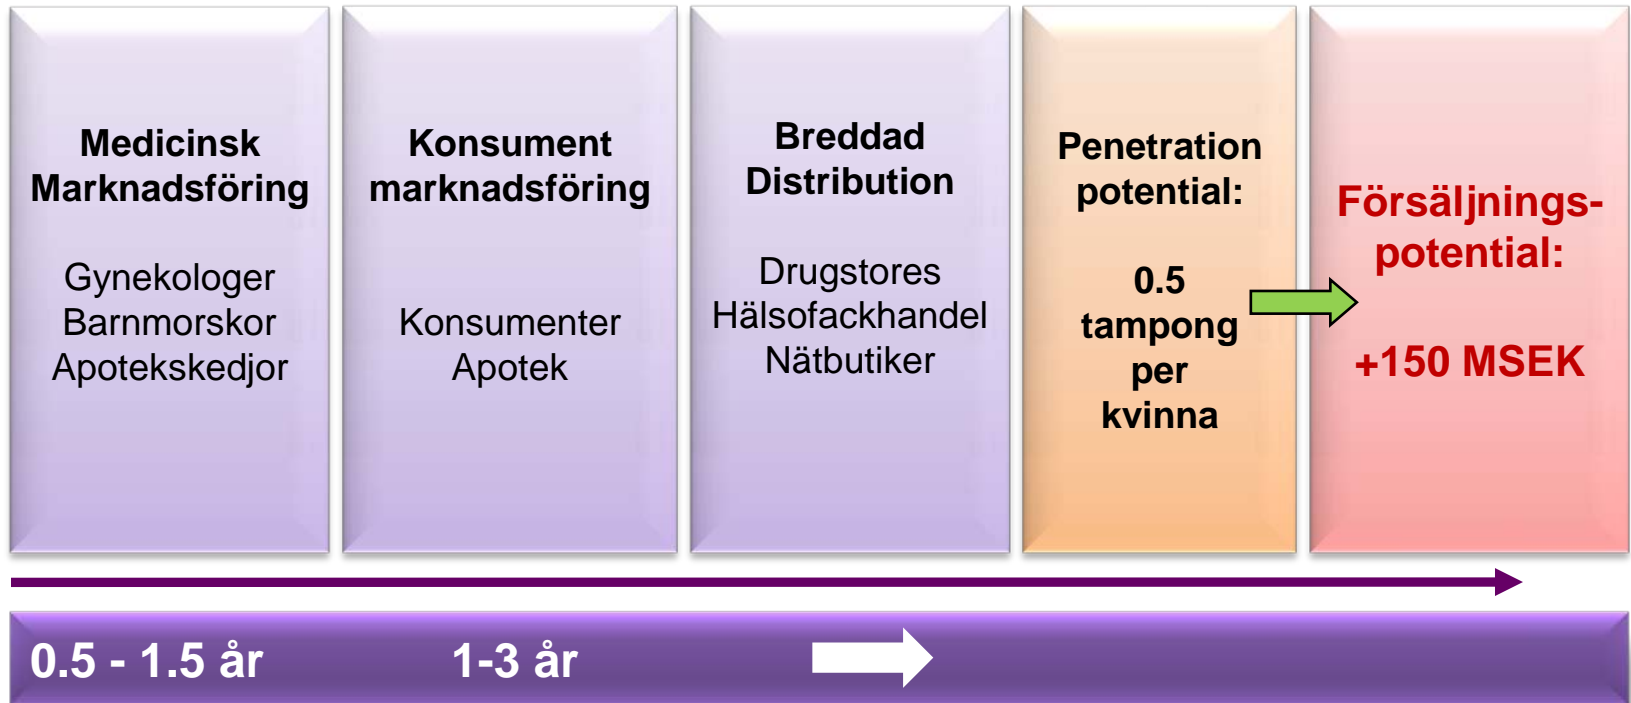 Medicinsk
Marknadsföring
Gynekologer
Barnmorskor
Apotekskedjor
Konsument
marknadsföring
Konsumenter
Apotek
Breddad
Distribution
Drugstores
Hälsofackhandel
Nätbutiker
Penetration
potential:
0.5
tampong
per
kvinna
Försäljnings-
potential:
+150 MSEK
0.5 - 1.5 år
1-3 år